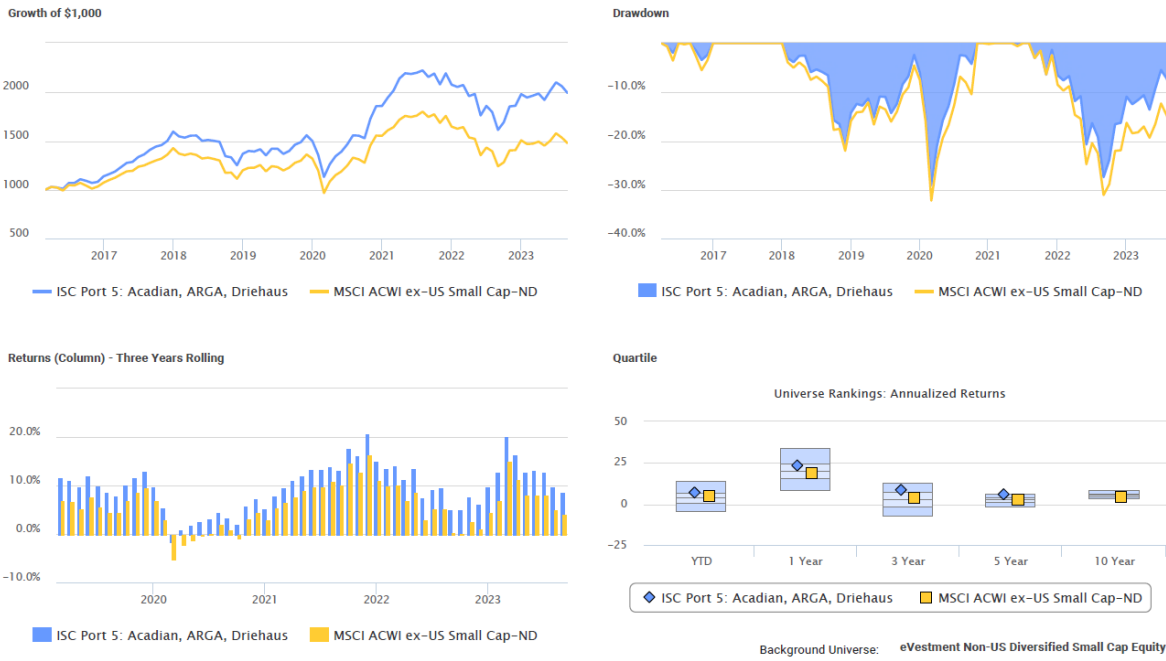 Growth of $1,000
2000
1500
1000
500
2017 2018 2019 2020 2021 2022 2023
ISC Port 5: Acadian, ARGA, Driehaus MSCI ACWI ex-US Small Cap-ND
Drawdown
-10.0%
-20.0%
-30.0%
-40.0%
2017 2018 2019 2020 2021 2022 2023
ISC Port 5: Acadian, ARGA, Driehaus MSCI ACWI ex-US Small Cap-ND
Returns (Column) - Three Years Rolling
20.0%
10.0%
0.0%
-10.0%
2020 2021 2022 2023
ISC Port 5: Acadian, ARGA, Driehaus MSCI ACWI ex-US Small Cap-ND
Quartile
Universe Rankings: Annualized Returns
50
25
0
-25
YTD 1 Year 3 Year 5 Year 10 Year
ISC Port 5: Acadian, ARGA, Driehaus MSCI ACWI ex-US Small Cap-ND
Background Universe: eVestment Non-US Diversified Small Cap Equity